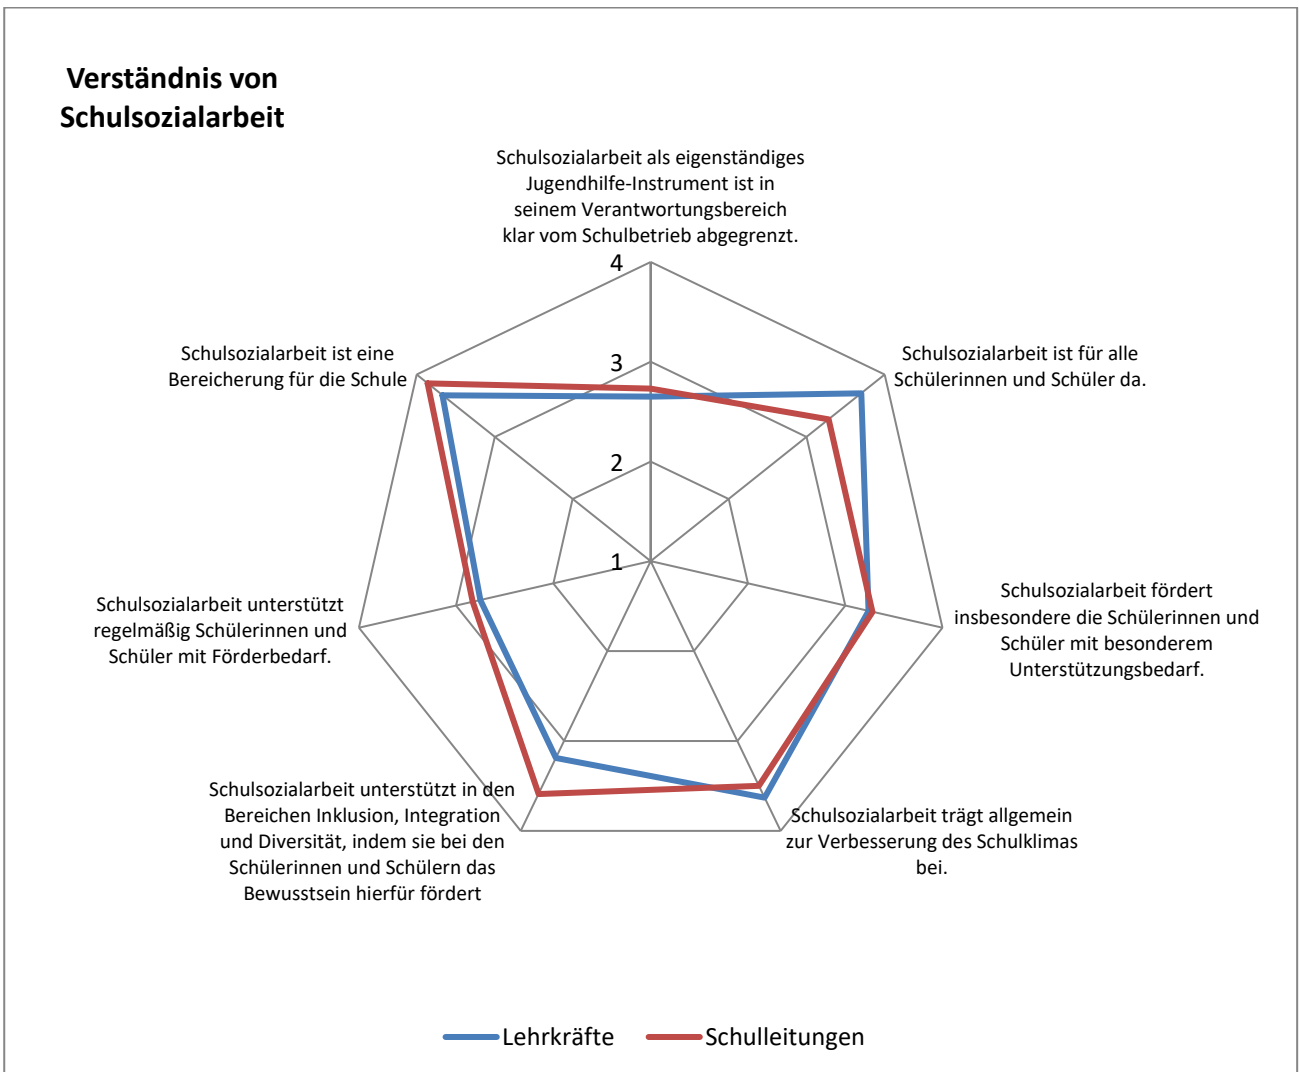 Verständnis von
Schulsozialarbeit
Schulsozialarbeit als eigenständiges
Jugendhilfe-Instrument ist in
seinem Verantwortungsbereich
klar vom Schulbetrieb abgegrenzt.
4
3
2
1
Schulsozialarbeit ist für alle
Schülerinnen und Schüler da.
Schulsozialarbeit fördert
insbesondere die Schülerinnen und
Schüler mit besonderem
Unterstützungsbedarf.
Schulsozialarbeit trägt allgemein
zur Verbesserung des Schulklimas
bei.
Schulsozialarbeit unterstützt in den
Bereichen Inklusion, Integration
und Diversität, indem sie bei den
Schülerinnen und Schülern das
Bewusstsein hierfür fördert
Schulsozialarbeit unterstützt
regelmäßig Schülerinnen und
Schüler mit Förderbedarf.
Schulsozialarbeit ist eine
Bereicherung für die Schule
Lehrkräfte
Schulleitungen